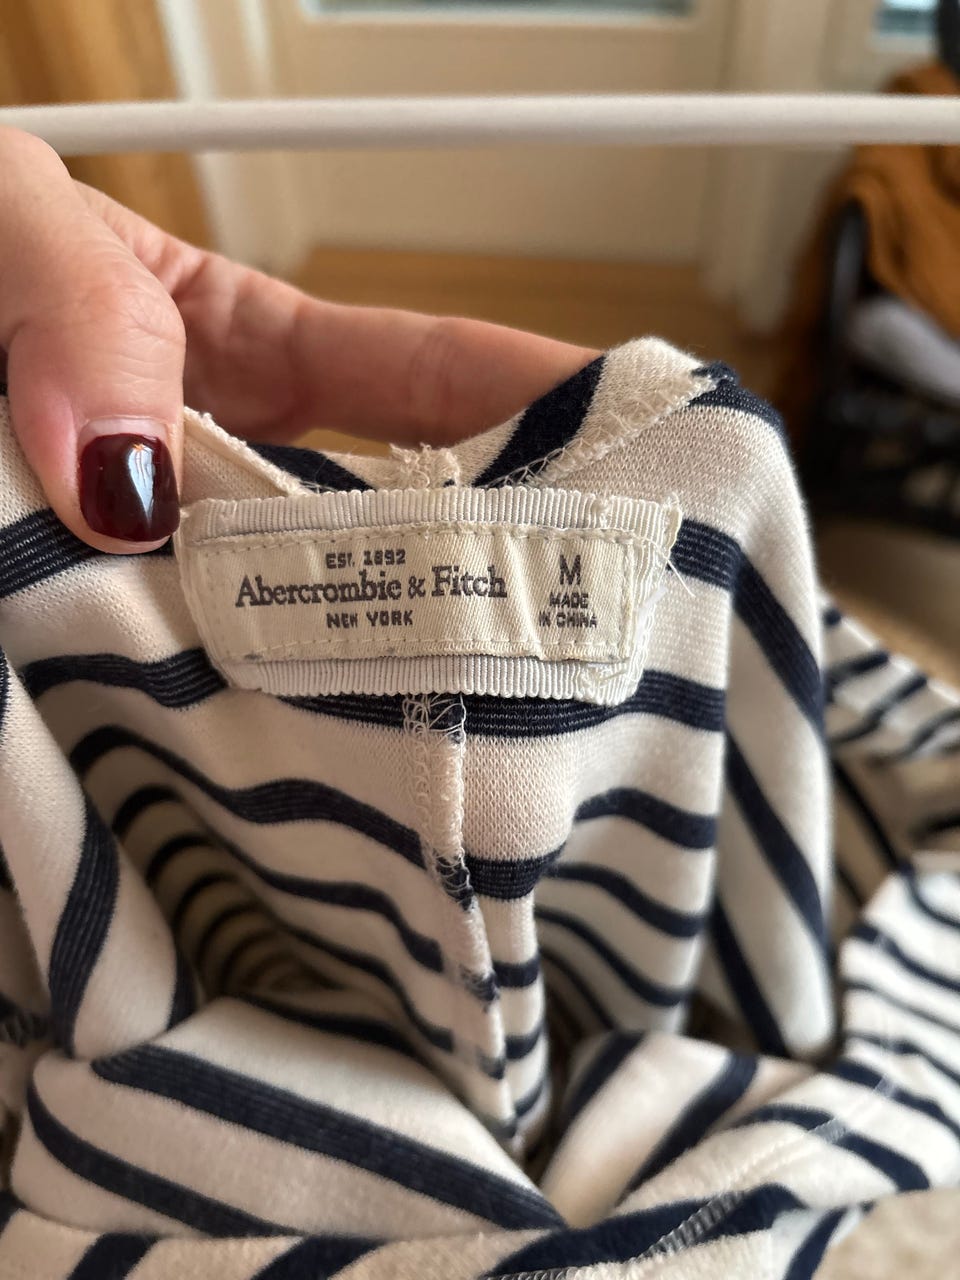 EST. 1892
Abercrombie & Fitch
NEW YORK
M
MADE
IN CHINA